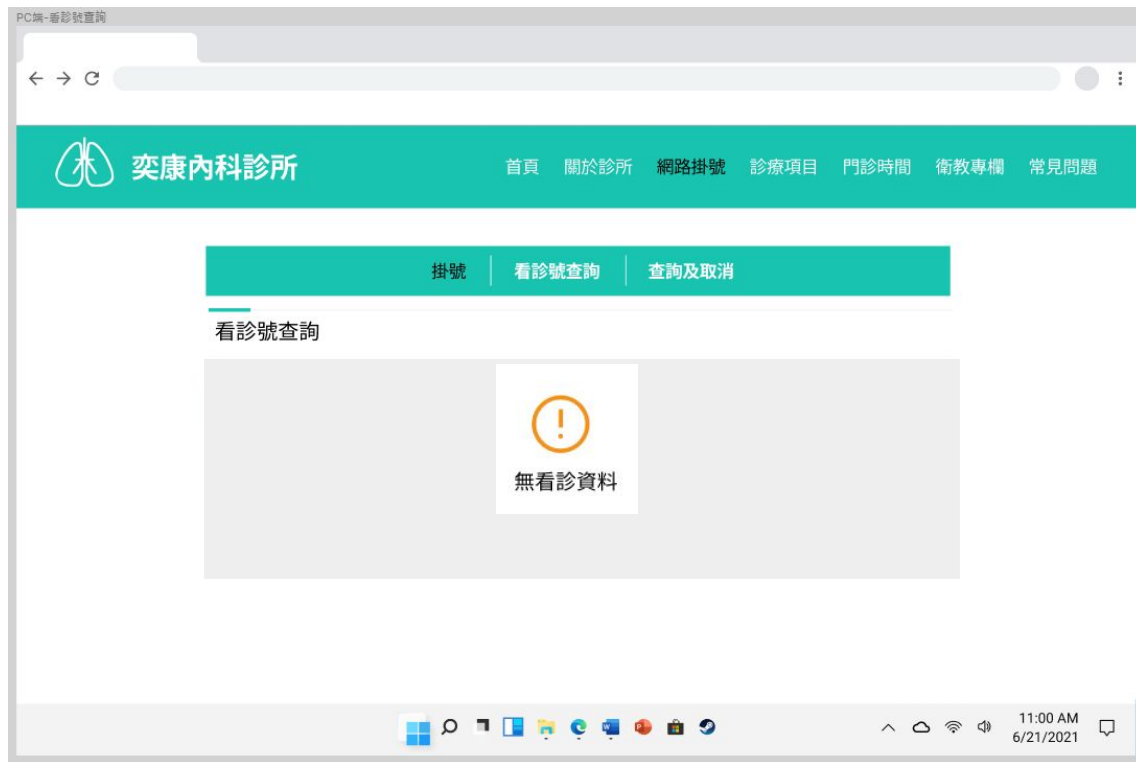 PC端-看診號查詢
奕康內科診所
首頁 關於診所 網路掛號 診療項目 門診時間 衛教專欄 常見問題
掛號 看診號查詢 查詢及取消
看診號查詢
無看診資料
11:00 AM
6/21/2021